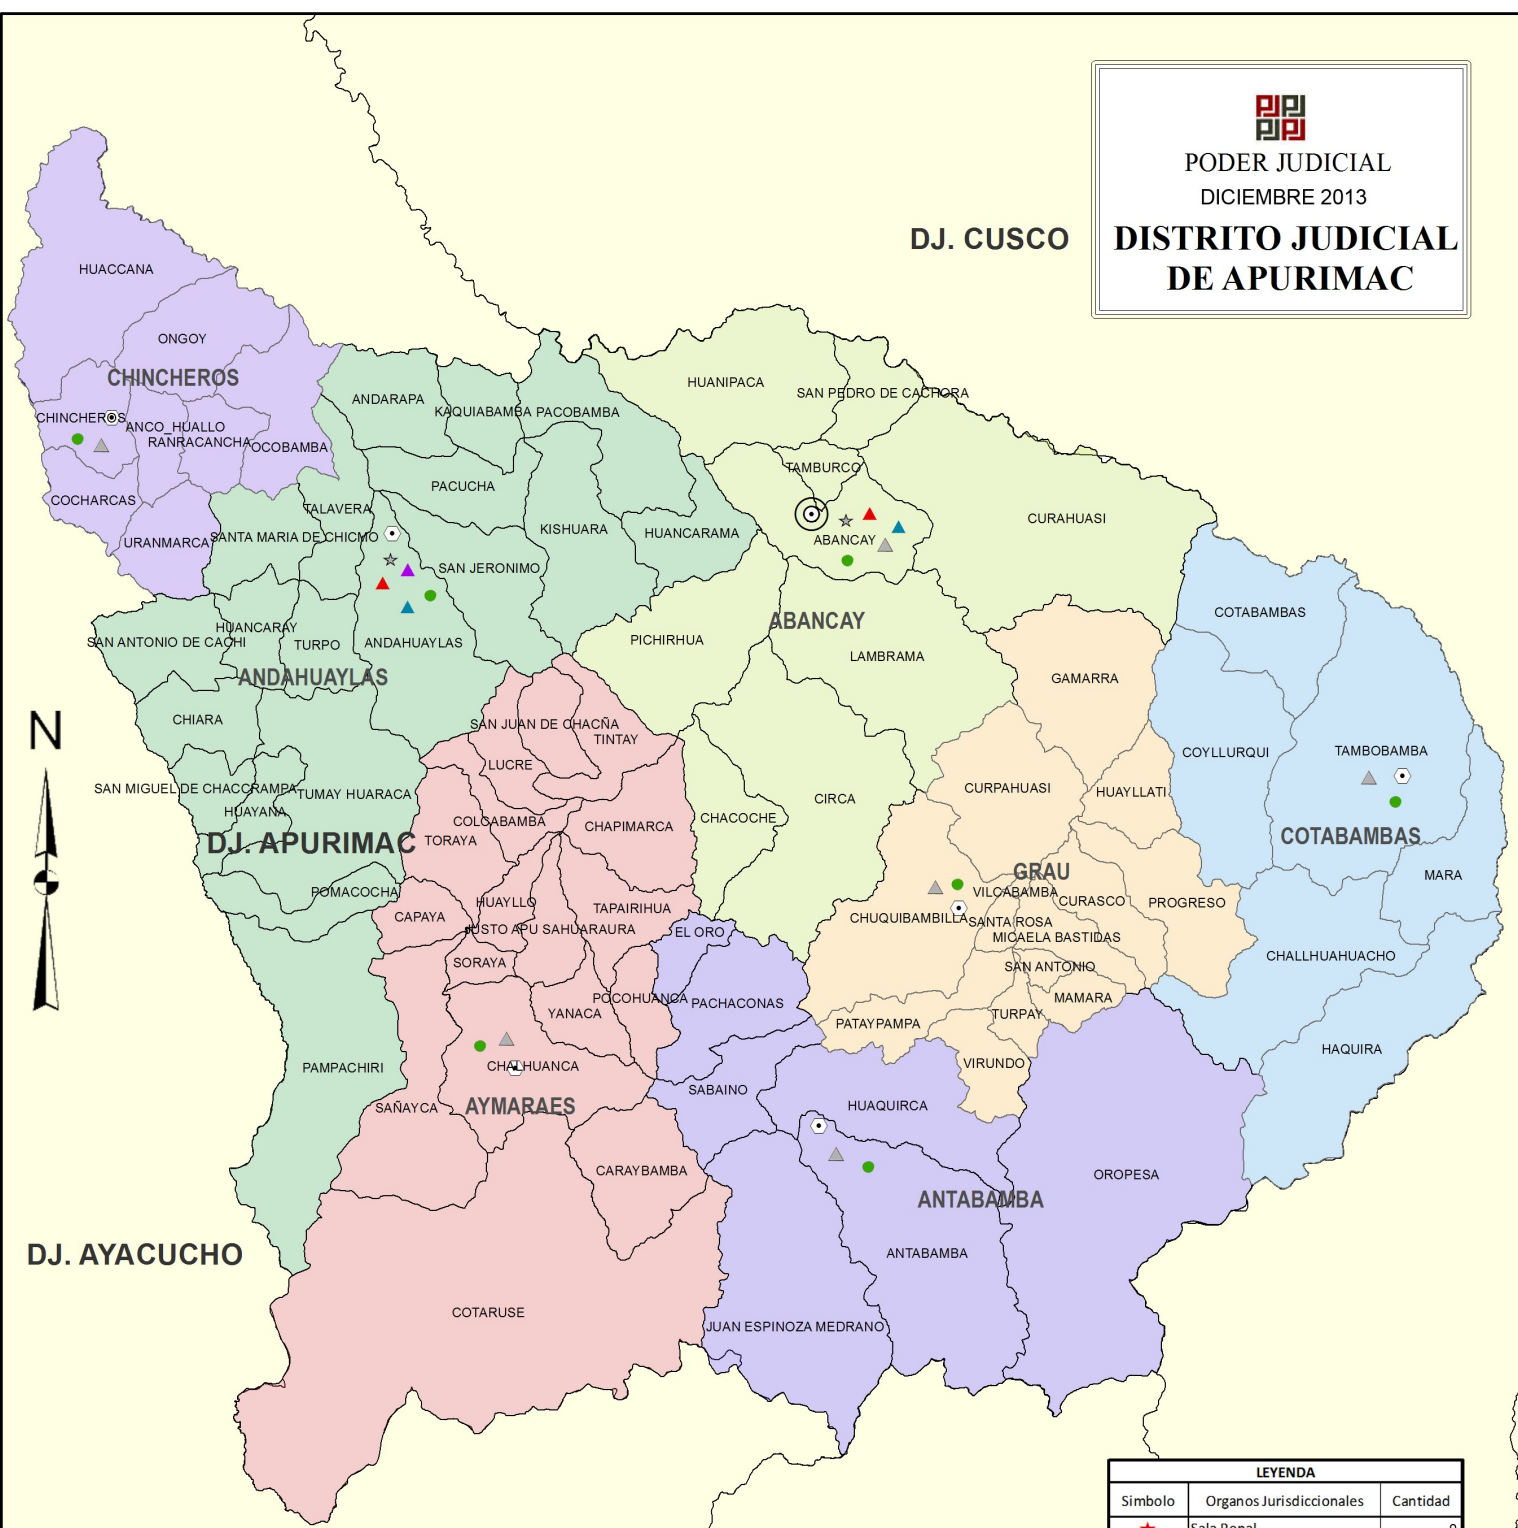 PODER JUDICIAL
DICIEMBRE 2013
DISTRITO JUDICIAL
DE APURIMAC
DJ. CUSCO
HUACCANA
ONGOY
CHINCHEROS
CHINCHEROS
ANCO_HUALLO
RANRACANCHA
OCOBAMBA
COCHARCAS
URANMARCA
ANDARAPA
KAQUIABAMBA
PACOBAMBA
PACUCHA
TALAVERA
SANTA MARIA DE CHICMO
KISHUARA
HUANCARAMA
SAN JERONIMO
HUANCARAY
SAN ANTONIO DE CACHI
TURPO
ANDAHUAYLAS
ANDAHUAYLAS
CHIARA
SAN MIGUEL DE CHACCRAMPA
TUMAY HUARACA
HUAYANA
DJ. APURIMAC
POMACOCHA
PAMPACHIRI
HUANIPACA
SAN PEDRO DE CACHORA
TAMBURCO
CURAHUASI
ABANCAY
ABANCAY
PICHIRHUA
LAMBRAMA
CIRCA
CHACOCHE
SAN JUAN DE CHACÑA
TINTAY
LUCRE
COLCABAMBA
TORAYA
CHAPIMARCA
CAPAYA
HUAYLLO
TAPAIRIHUA
JUSTO APU SAHUARAURA
SORAYA
POCOHUANCA
YANACA
CHALHUANCA
SAÑAYCA
AYMARAES
CARAYBAMBA
COTARUSE
GAMARRA
CURPAHUASI
HUAYLLATI
GRAU
VILCABAMBA
CURASCO
PROGRESO
CHUQUIBAMBILLA
SANTA ROSA
MICAELA BASTIDAS
SAN ANTONIO
MAMARA
TURPAY
PATAYPAMPA
VIRUNDO
COTABAMBAS
COYLLURQUI
TAMBOBAMBA
COTABAMBAS
MARA
CHALLHUAHUACHO
HAQUIRA
EL ORO
PACHACONAS
SABAINO
HUAQUIRCA
OROPESA
ANTABAMBA
ANTABAMBA
JUAN ESPINOZA MEDRANO
N
DJ. AYACUCHO
LEYENDA
Simbolo Organos Jurisdiccionales Cantidad